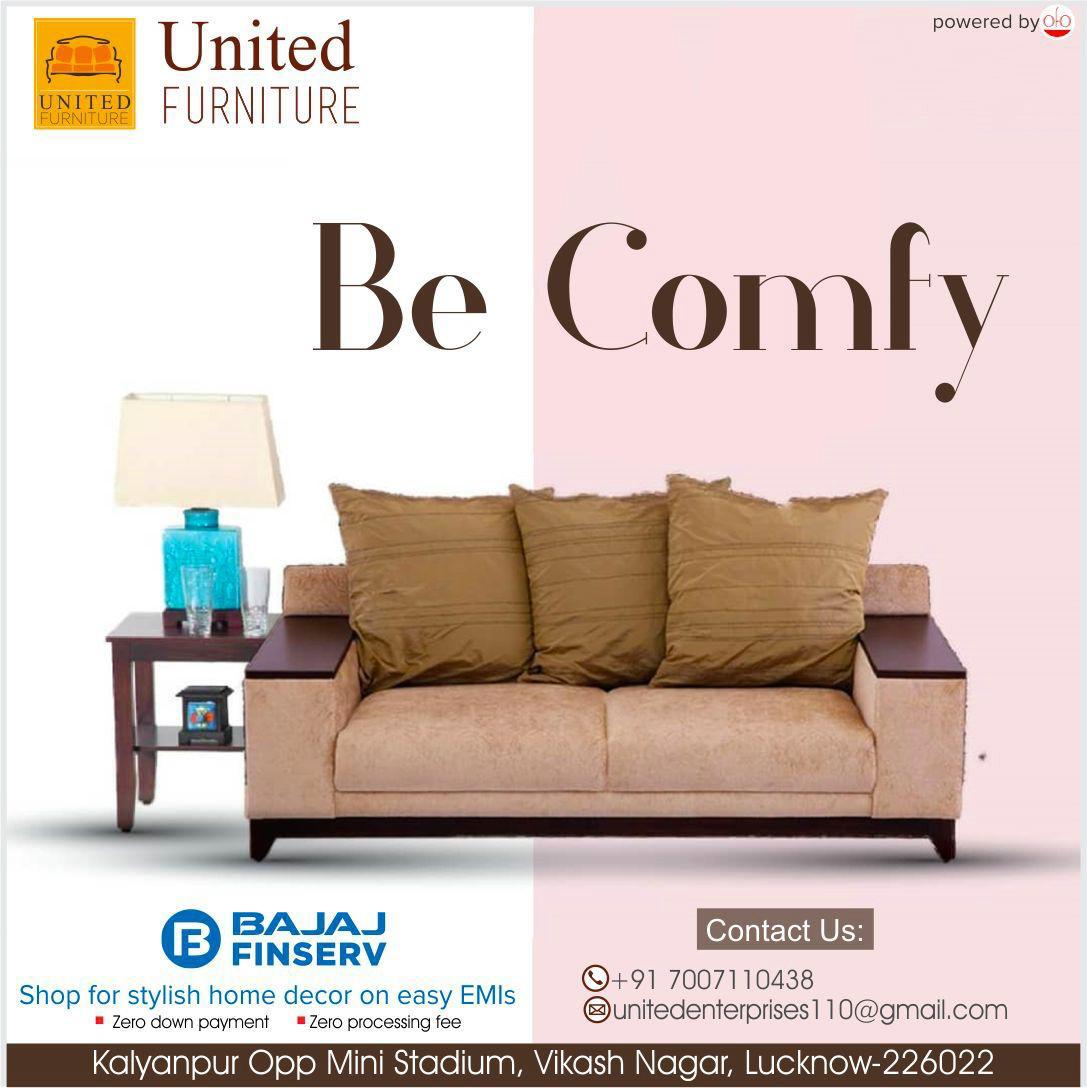 UNITED
FURNITURE
United
FURNITURE
powered by olo
Be Comfy
BAJAJ
FINSERV
Shop for stylish home decor on easy EMIs
Zero down payment
Zero processing fee
Contact Us:
+91 7007110438
unitedenterprises110@gmail.com
Kalyanpur Opp Mini Stadium, Vikash Nagar, Lucknow-226022